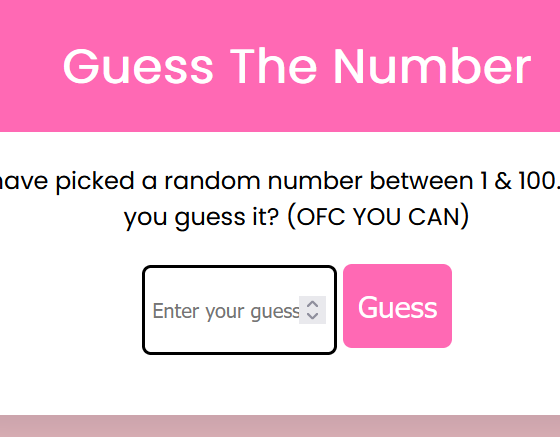 Guess The Number
have picked a random number between 1 & 100.
you guess it? (OFC YOU CAN)
Enter your guess
Guess